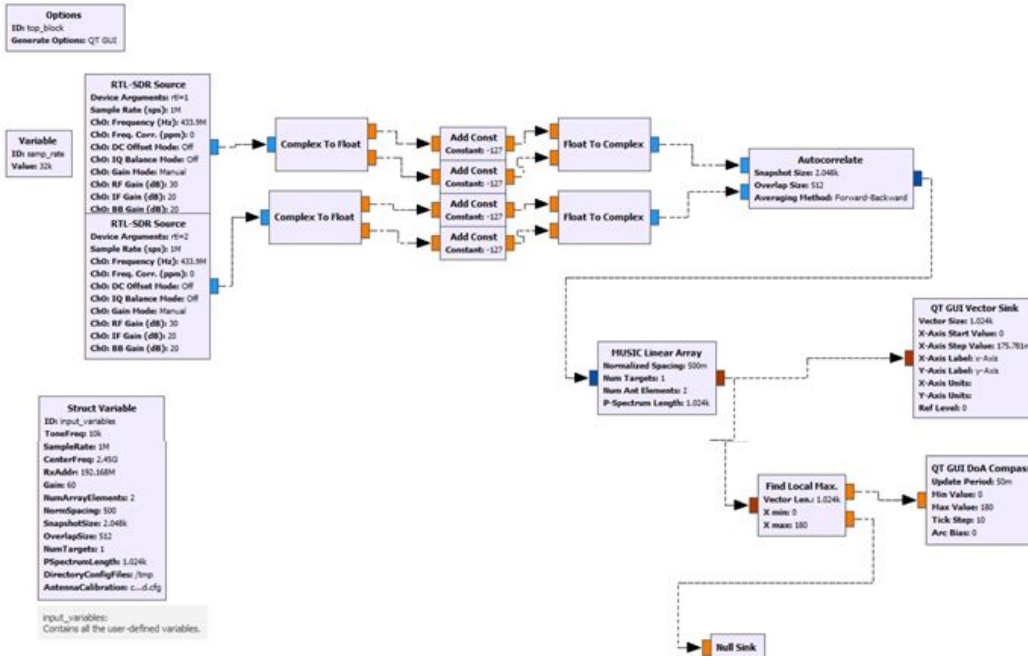 Options
ID: top_block
Generate Options: QT GUI
Variable
ID: samp_rate
Value: 32k
RTL-SDR Source
Device Arguments: rtl=1
Sample Rate (sps): 1M
Ch0: Frequency (Hz): 433.9M
Ch0: Freq. Corr. (ppm): 0
Ch0: DC Offset Mode: Off
Ch0: IQ Balance Mode: Off
Ch0: Gain Mode: Manual
Ch0: RF Gain (dB): 30
Ch0: IF Gain (dB): 20
Ch0: BB Gain (dB): 20
RTL-SDR Source
Device Arguments: rtl=2
Sample Rate (sps): 1M
Ch0: Frequency (Hz): 433.9M
Ch0: Freq. Corr. (ppm): 0
Ch0: DC Offset Mode: Off
Ch0: IQ Balance Mode: Off
Ch0: Gain Mode: Manual
Ch0: RF Gain (dB): 30
Ch0: IF Gain (dB): 20
Ch0: BB Gain (dB): 20
Complex To Float
Complex To Float
Add Const
Constant: -127
Add Const
Constant: -127
Add Const
Constant: -127
Add Const
Constant: -127
Float To Complex
Float To Complex
Autocorrelate
Snapshot Size: 2.048k
Overlap Size: 512
Averaging Method: Forward-Backward
MUSIC Linear Array
Normalized Spacing: 500m
Num Targets: 1
Num Ant Elements: 2
P-Spectrum Length: 1.024k
QT GUI Vector Sink
Vector Size: 1.024k
X-Axis Start Value: 0
X-Axis Step Value: 175.781m
X-Axis Label: x-Axis
Y-Axis Label: y-Axis
X-Axis Units:
Y-Axis Units:
Ref Level: 0
Find Local Max.
Vector Len.: 1.024k
X min: 0
X max: 180
QT GUI DoA Compass
Update Period: 50m
Min Value: 0
Max Value: 180
Tick Step: 10
Arc Bias: 0
Null Sink
Struct Variable
ID: input_variables
ToneFreq: 10k
SampleRate: 1M
CenterFreq: 2.45G
RxAddr: 192.168M
Gain: 60
NumArrayElements: 2
NormSpacing: 500
SnapshotSize: 2.048k
OverlapSize: 512
NumTargets: 1
PSpectrumLength: 1.024k
DirectoryConfigFiles: /tmp
AntennaCalibration: c...d.cfg
input_variables:
Contains all the user-defined variables.